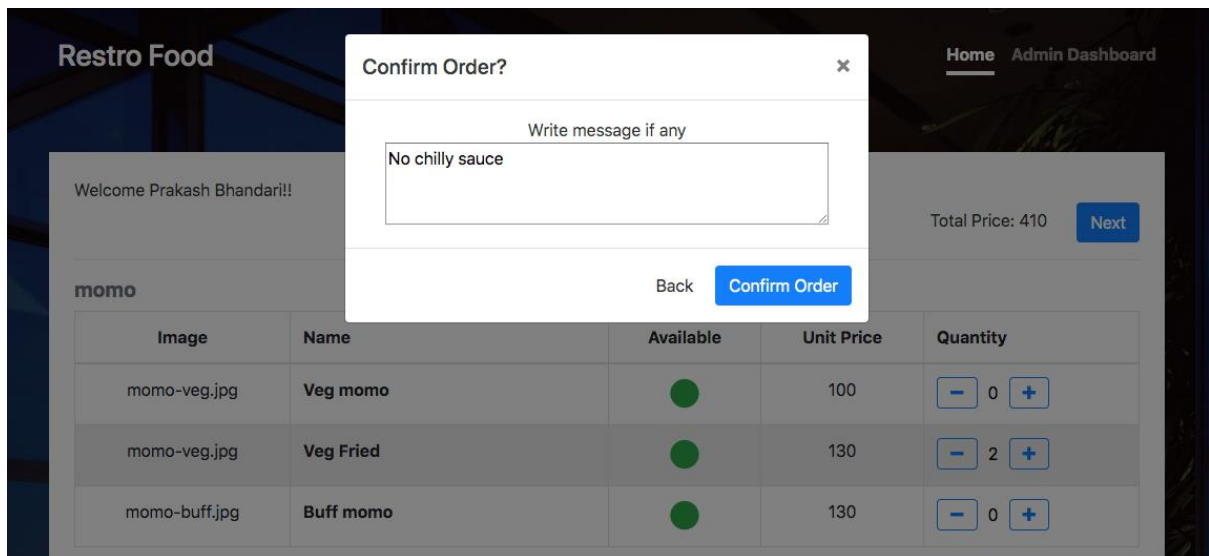 Restro Food
Home Admin Dashboard
Confirm Order? ×
Write message if any
No chilly sauce
Back Confirm Order
Welcome Prakash Bhandari!!
Total Price: 410 Next
momo
Image Name Available Unit Price Quantity
momo-veg.jpg Veg momo 100 − 0 +
momo-veg.jpg Veg Fried 130 − 2 +
momo-buff.jpg Buff momo 130 − 0 +